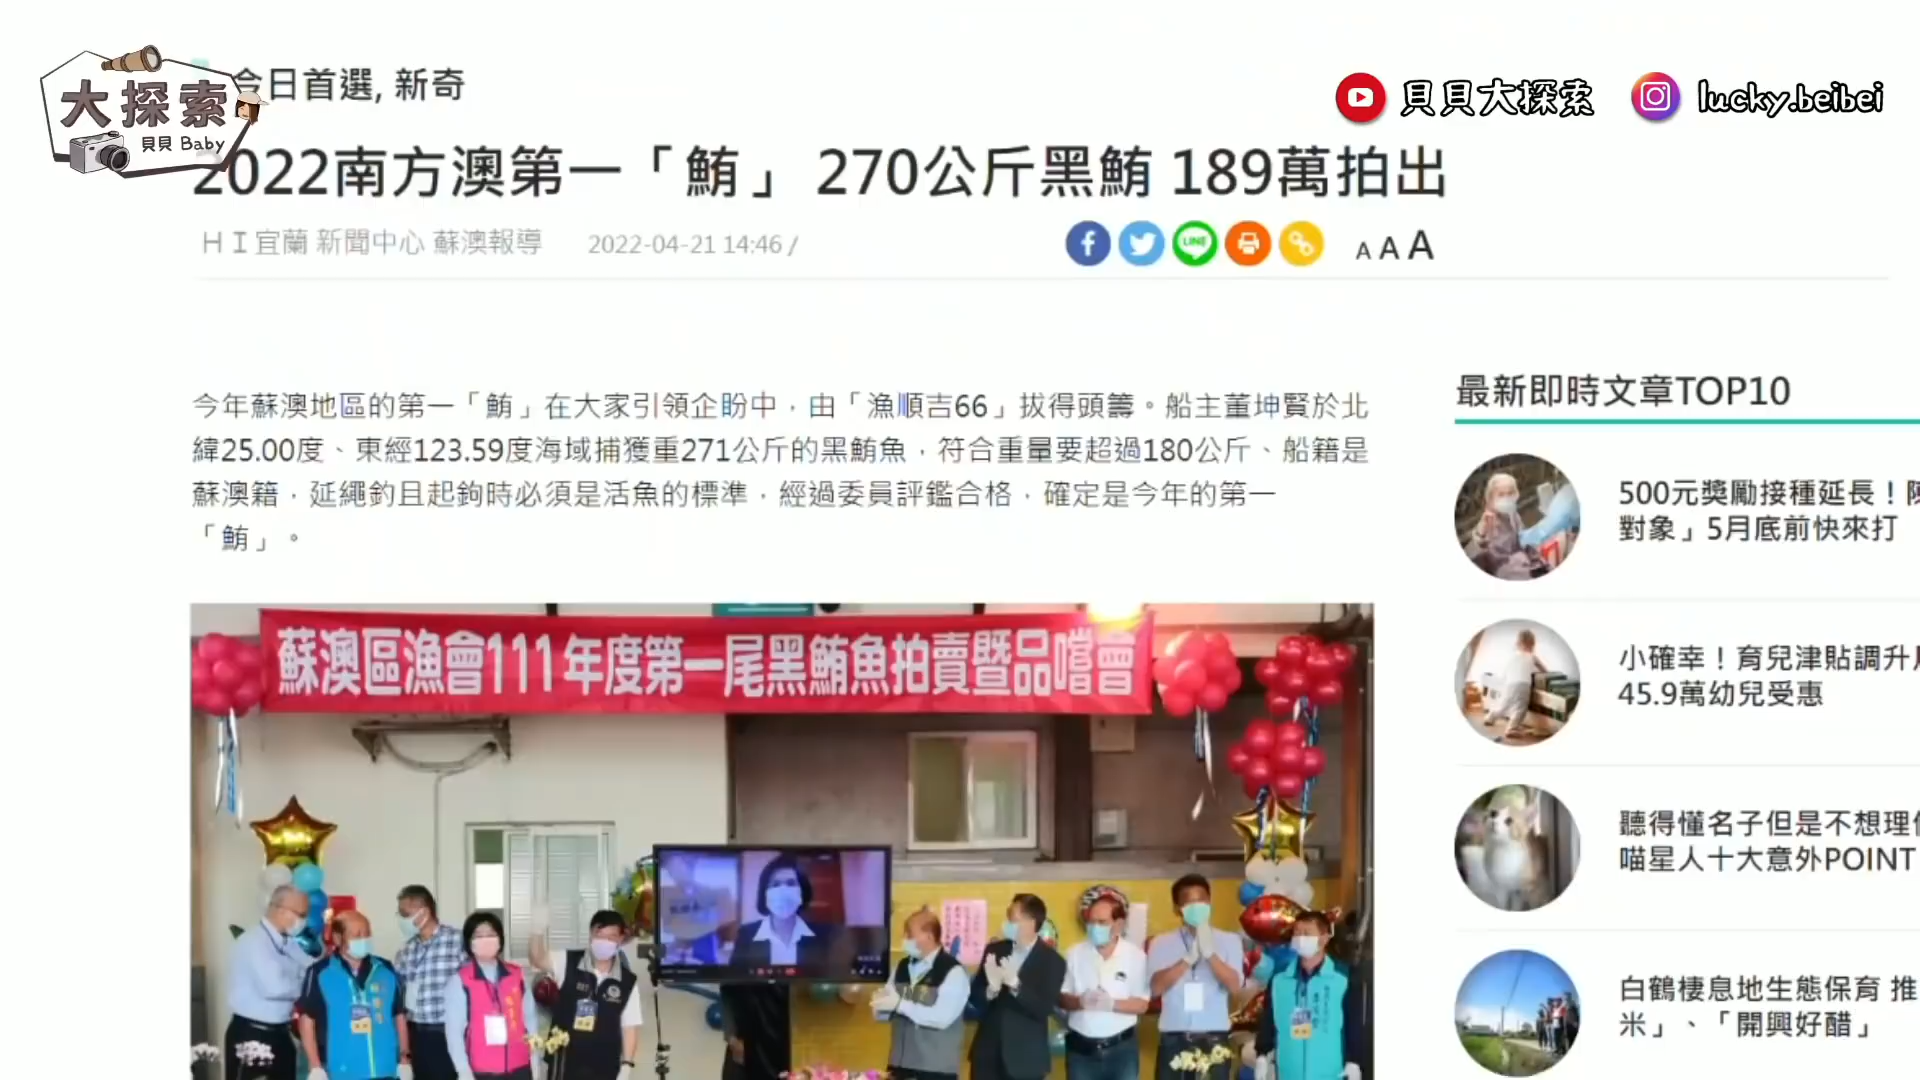 今日首選, 新奇
大探索
貝貝 Baby
貝貝大探索
lucky.beibei
2022南方澳第一「鮪」 270公斤黑鮪 189萬拍出
ＨＩ宜蘭 新聞中心 蘇澳報導
2022-04-21 14:46 /
LINE
A A A
今年蘇澳地區的第一「鮪」在大家引領企盼中，由「漁順吉66」拔得頭籌。船主董坤賢於北
緯25.00度、東經123.59度海域捕獲重271公斤的黑鮪魚，符合重量要超過180公斤、船籍是
蘇澳籍，延繩釣且起鉤時必須是活魚的標準，經過委員評鑑合格，確定是今年的第一
「鮪」。
蘇澳區漁會111年度第一尾黑鮪魚拍賣暨品嚐會
最新即時文章TOP10
500元獎勵接種延長！
對象」5月底前快來打
小確幸！育兒津貼調升
45.9萬幼兒受惠
聽得懂名子但是不想理
喵星人十大意外POINT
白鶴棲息地生態保育 推
米」、「開興好醋」